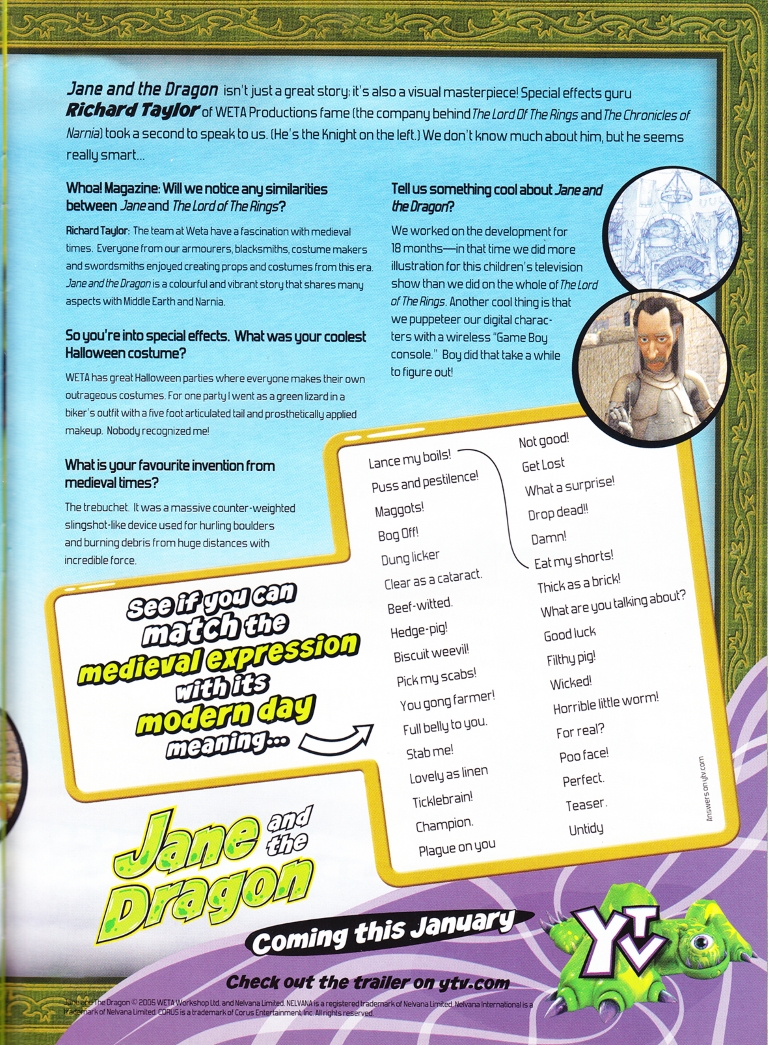 Jane and the Dragon isn't just a great story; it's also a visual masterpiece! Special effects guru
Richard Taylor of WETA Productions fame (the company behind The Lord Of The Rings and The Chronicles of
Narnia) took a second to speak to us. (He's the Knight on the left.) We don't know much about him, but he seems
really smart...
Whoa! Magazine: Will we notice any similarities
between Jane and The Lord of The Rings?
Richard Taylor: The team at Weta have a fascination with medieval
times. Everyone from our armourers, blacksmiths, costume makers
and swordsmiths enjoyed creating props and costumes from this era.
Jane and the Dragon is a colourful and vibrant story that shares many
aspects with Middle Earth and Narnia.
So you're into special effects. What was your coolest
Halloween costume?
WETA has great Halloween parties where everyone makes their own
outrageous costumes. For one party I went as a green lizard in a
biker's outfit with a five foot articulated tail and prosthetically applied
makeup. Nobody recognized me!
What is your favourite invention from
medieval times?
The trebuchet. It was a massive counter-weighted
slingshot-like device used for hurling boulders
and burning debris from huge distances with
incredible force.
Tell us something cool about Jane and
the Dragon?
We worked on the development for
18 months—in that time we did more
illustration for this children's television
show than we did on the whole of The Lord
of The Rings. Another cool thing is that
we puppeteer our digital charac-
ters with a wireless "Game Boy
console." Boy did that take a while
to figure out!
See if you can
match the
medieval expression
with its
modern day
meaning...
Lance my boils!
Puss and pestilence!
Maggots!
Bog Off!
Dung licker
Clear as a cataract.
Beef-witted.
Hedge-pig!
Biscuit weevil!
Pick my scabs!
You gong farmer!
Full belly to you.
Stab me!
Lovely as linen
Ticklebrain!
Champion.
Plague on you
Not good!
Get Lost
What a surprise!
Drop dead!!
Damn!
Eat my shorts!
Thick as a brick!
What are you talking about?
Good luck
Filthy pig!
Wicked!
Horrible little worm!
For real?
Poo face!
Perfect.
Teaser.
Untidy
Answers on ytv.com
Jane and
the
Dragon
Coming this January
YTV
Check out the trailer on ytv.com
The Dragon © 2005 WETA Workshop Ltd. and Nelvana Limited. NELVANA is a registered trademark of Nelvana Limited. Nelvana International is a
trademark of Nelvana Limited. CORUS is a trademark of Corus Entertainment Inc. All rights reserved.